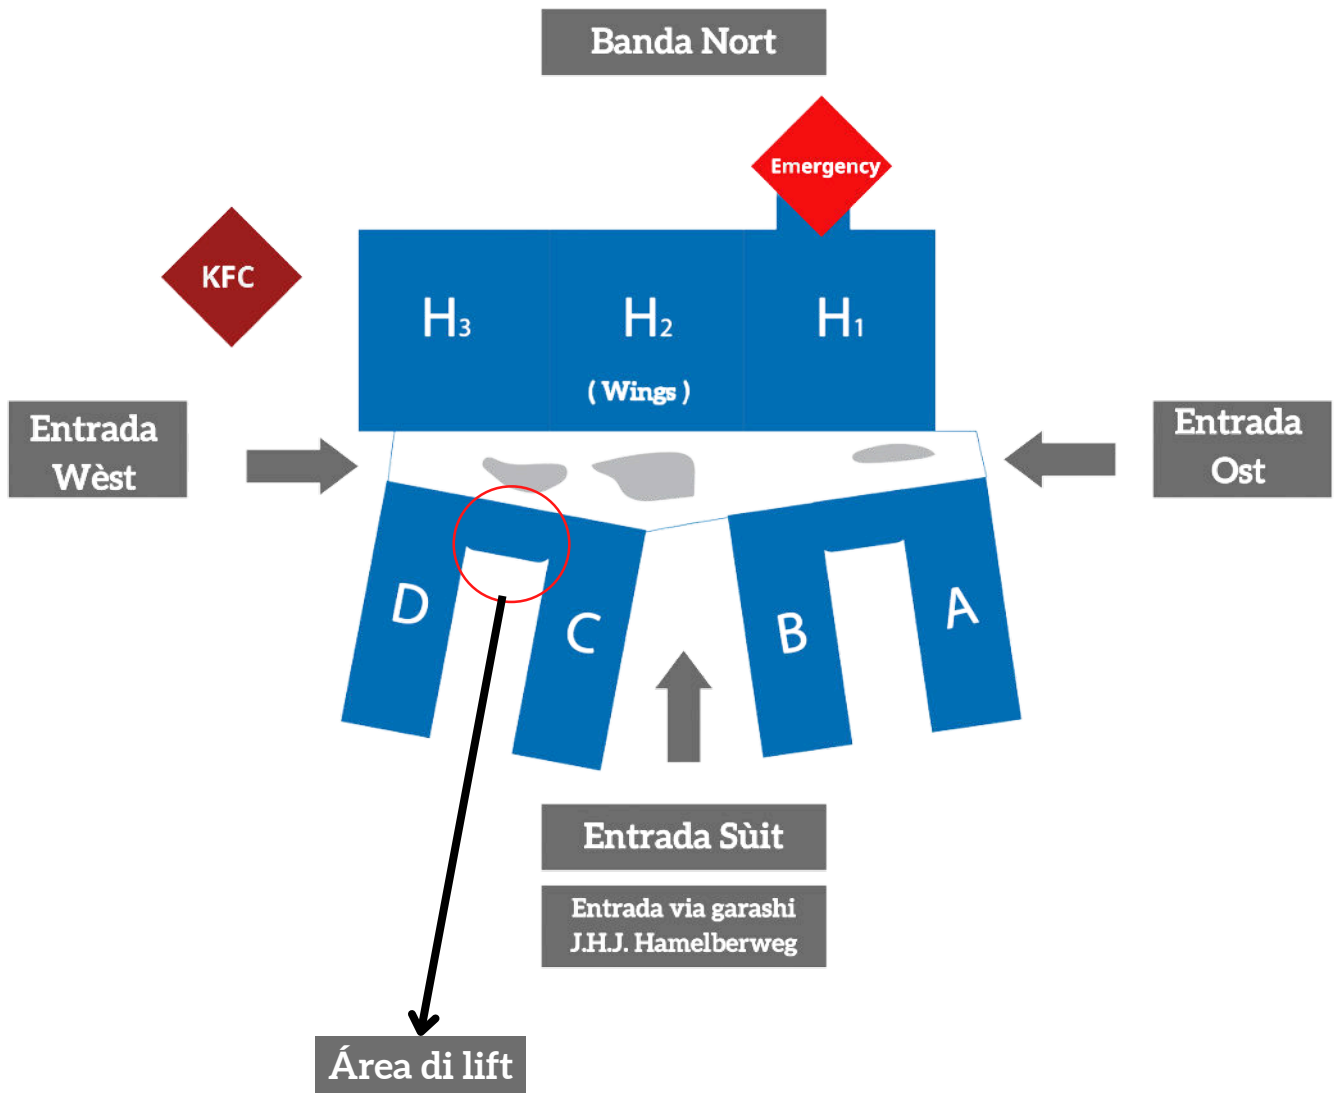 Banda Nort
Emergency
KFC
H3
H2
H1
( Wings )
Entrada
Wèst
Entrada
Ost
D
C
B
A
Entrada Sùit
Entrada via garashi
J.H.J. Hamelberweg
Área di lift